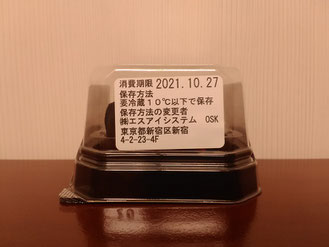 消費期限 2021.10.27
保存方法
要冷蔵10℃以下で保存
保存方法の変更者
㈱エスアイシステム OSK
東京都新宿区新宿
4-2-23-4F